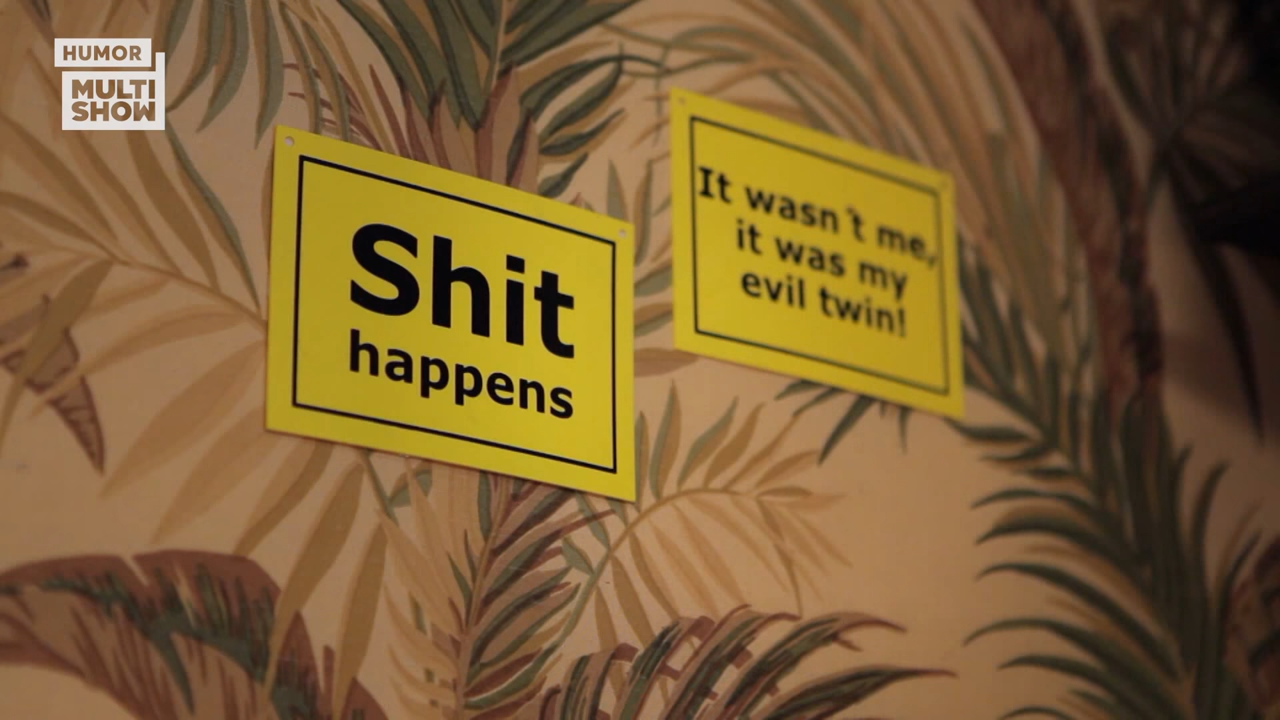 HUMOR
MULTI
SHOW
Shit
happens
It wasn't me,
it was my
evil twin!